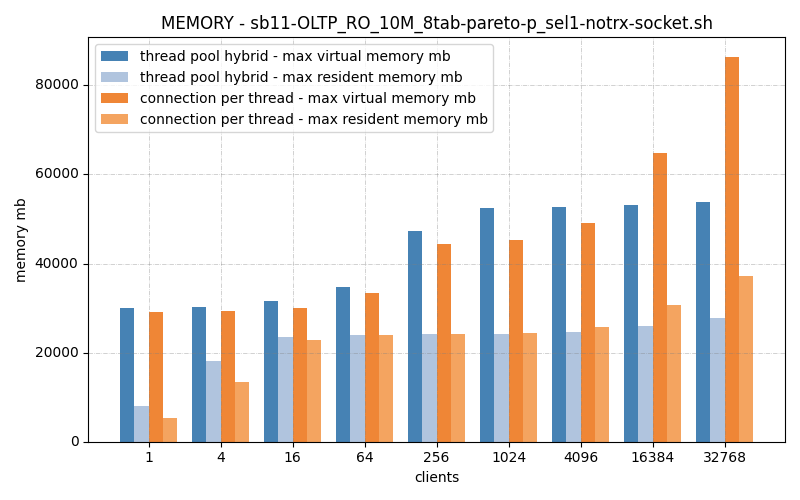 MEMORY - sb11-OLTP_RO_10M_8tab-pareto-p_sel1-notrx-socket.sh
thread pool hybrid - max virtual memory mb
thread pool hybrid - max resident memory mb
connection per thread - max virtual memory mb
connection per thread - max resident memory mb
memory mb
80000
60000
40000
20000
0
1 4 16 64 256 1024 4096 16384 32768
clients